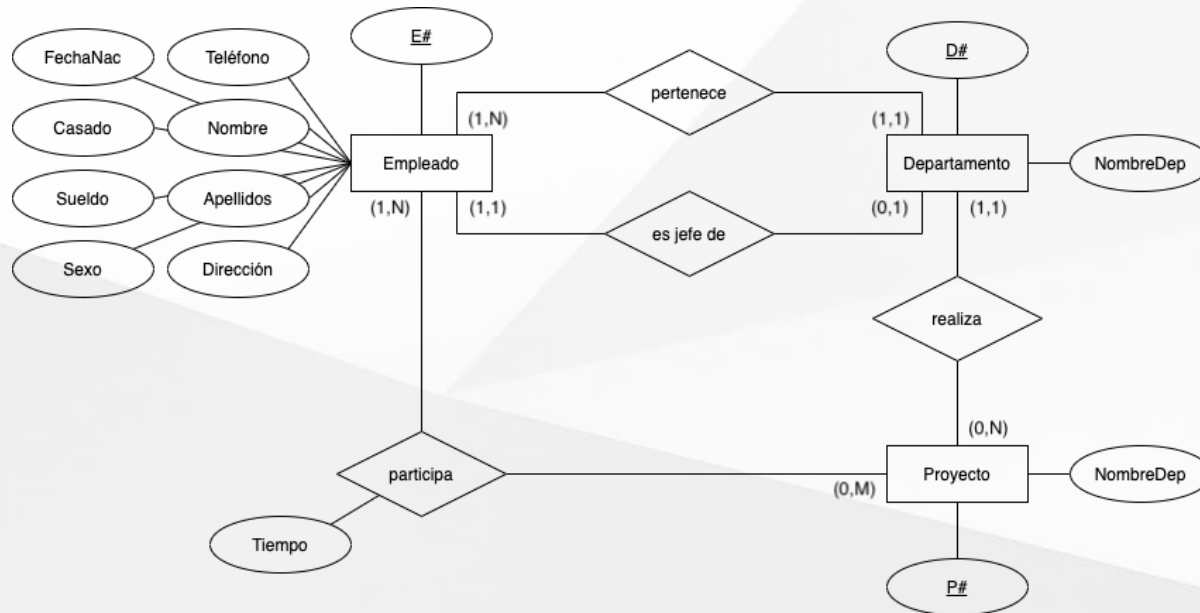 E#
FechaNac
Teléfono
D#
pertenece
Casado
Nombre
(1,N)
(1,1)
Empleado
Departamento
NombreDep
Sueldo
Apellidos
(1,N)
(1,1)
(0,1)
(1,1)
es jefe de
Sexo
Dirección
realiza
(0,N)
participa
Proyecto
NombreDep
(0,M)
Tiempo
P#